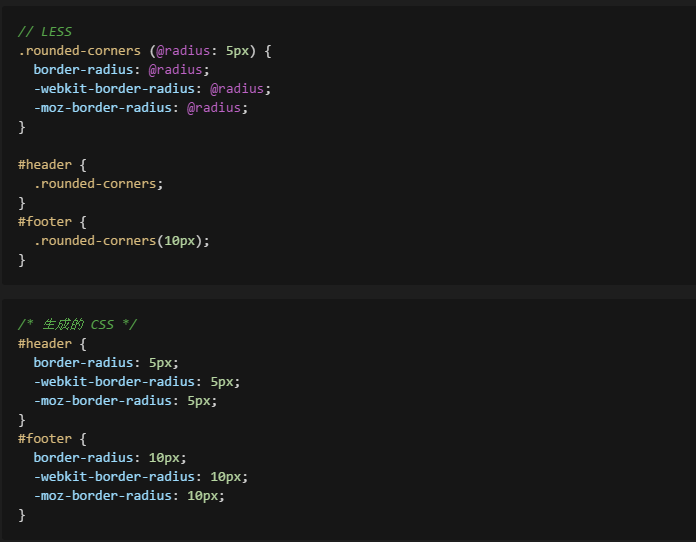 // LESS
.rounded-corners (@radius: 5px) {
  border-radius: @radius;
  -webkit-border-radius: @radius;
  -moz-border-radius: @radius;
}

#header {
  .rounded-corners;
}
#footer {
  .rounded-corners(10px);
}

/* 生成的 CSS */
#header {
  border-radius: 5px;
  -webkit-border-radius: 5px;
  -moz-border-radius: 5px;
}
#footer {
  border-radius: 10px;
  -webkit-border-radius: 10px;
  -moz-border-radius: 10px;
}